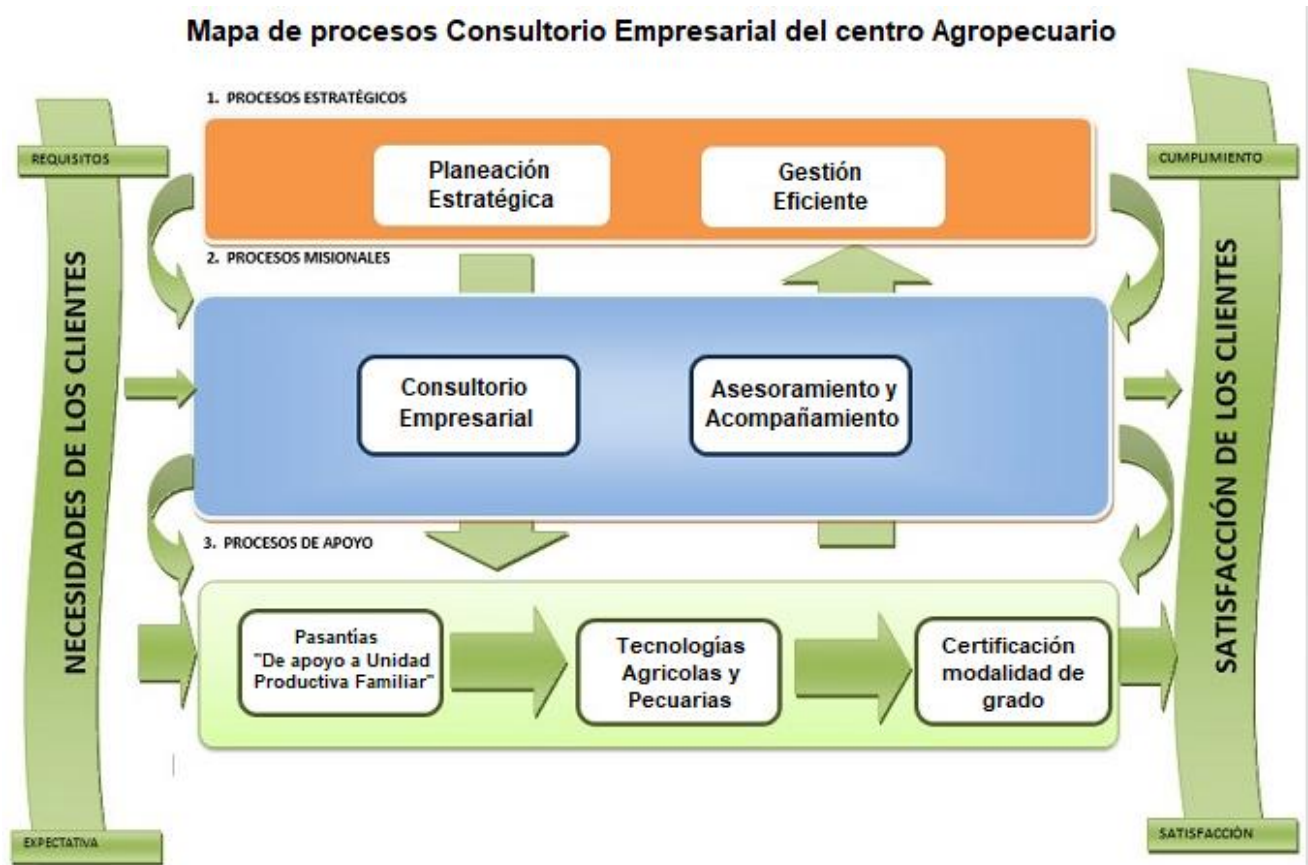 Mapa de procesos Consultorio Empresarial del centro Agropecuario
1. PROCESOS ESTRATÉGICOS
REQUISITOS
CUMPLIMIENTO
Planeación
Estratégica
Gestión
Eficiente
2. PROCESOS MISIONALES
NECESIDADES DE LOS CLIENTES
Consultorio
Empresarial
Asesoramiento y
Acompañamiento
SATISFACCIÓN DE LOS CLIENTES
3. PROCESOS DE APOYO
Pasantías
"De apoyo a Unidad
Productiva Familiar"
Tecnologías
Agricolas y
Pecuarias
Certificación
modalidad de
grado
EXPECTATIVA
SATISFACCIÓN